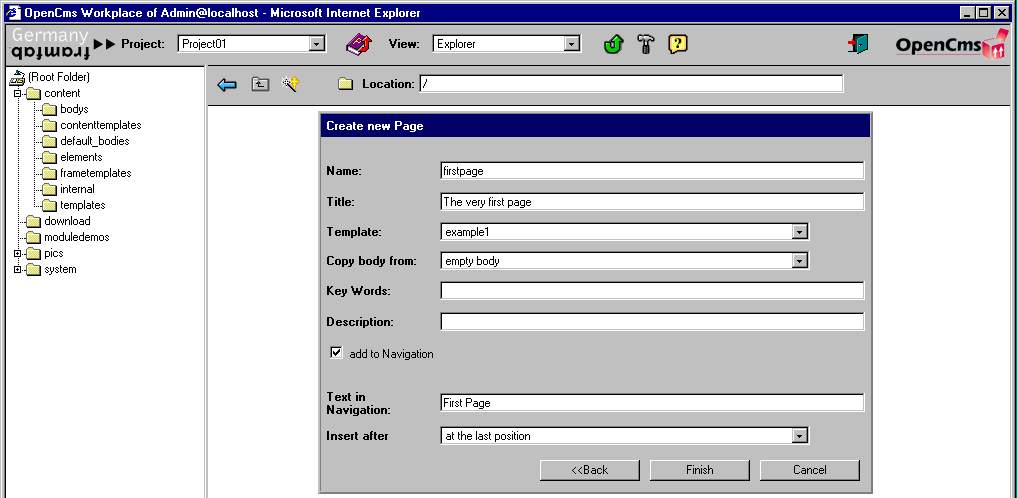 OpenCms Workplace of Admin@localhost - Microsoft Internet Explorer
Germany
framfab
Project: Project01 View: Explorer OpenCms
(Root Folder)
content
bodys
contenttemplates
default_bodies
elements
frametemplates
internal
templates
download
moduledemos
pics
system
Location: /
Create new Page
Name: firstpage
Title: The very first page
Template: example1
Copy body from: empty body
Key Words:
Description:
add to Navigation
Text in
Navigation: First Page
Insert after at the last position
<<Back Finish Cancel